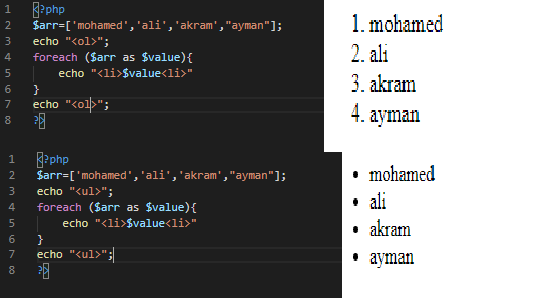 1 <?php
2 $arr=['mohamed','ali','akram',"ayman"];
3 echo "<ol>";
4 foreach ($arr as $value){
5 echo "<li>$value<li>"
6 }
7 echo "<ol>";
8 ?>
1. mohamed
2. ali
3. akram
4. ayman
1 <?php
2 $arr=['mohamed','ali','akram',"ayman"];
3 echo "<ul>";
4 foreach ($arr as $value){
5 echo "<li>$value<li>"
6 }
7 echo "<ul>";
8 ?>
• mohamed
• ali
• akram
• ayman